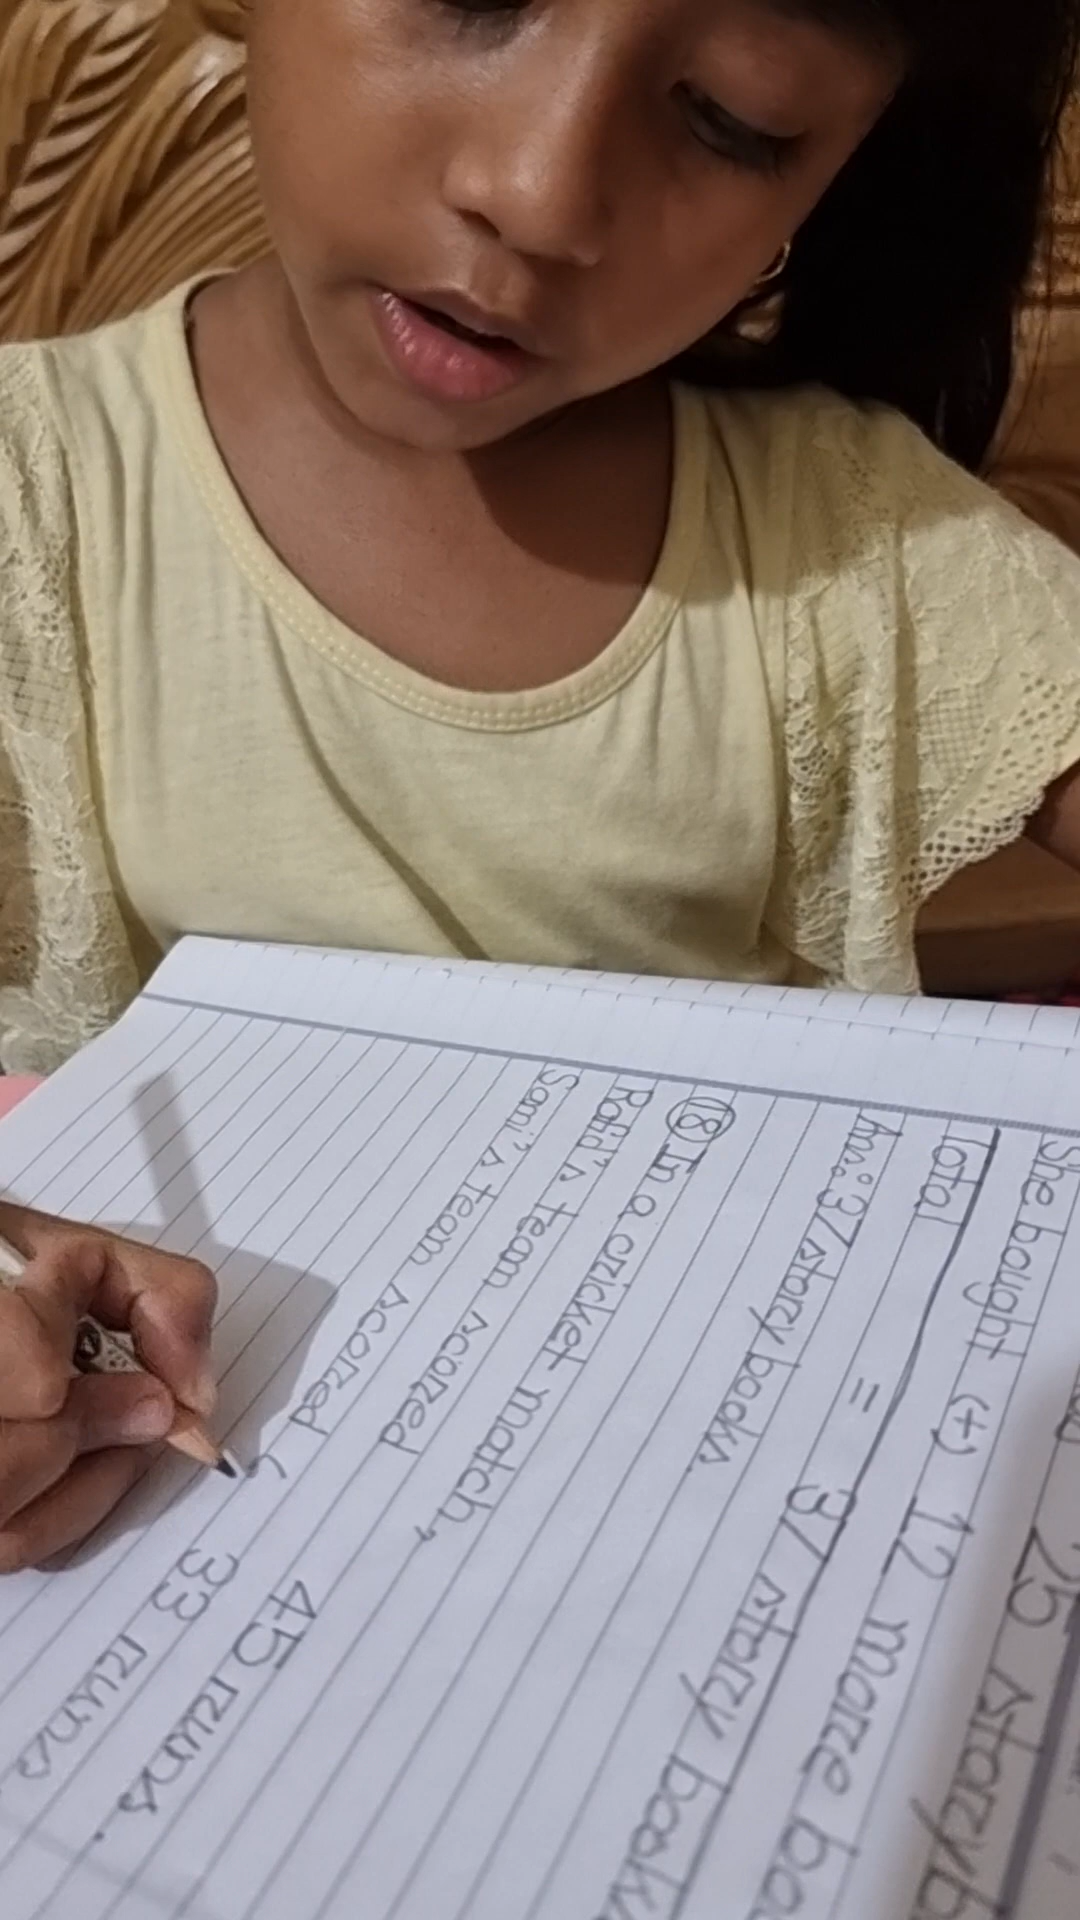 25 story b
She bought (+) 12 more bo
Total = 37 story book
Ans: 37 story books.
(18) In a cricket match,
Rafid's team scored 45 runs.
Sami's team scored (33 runs